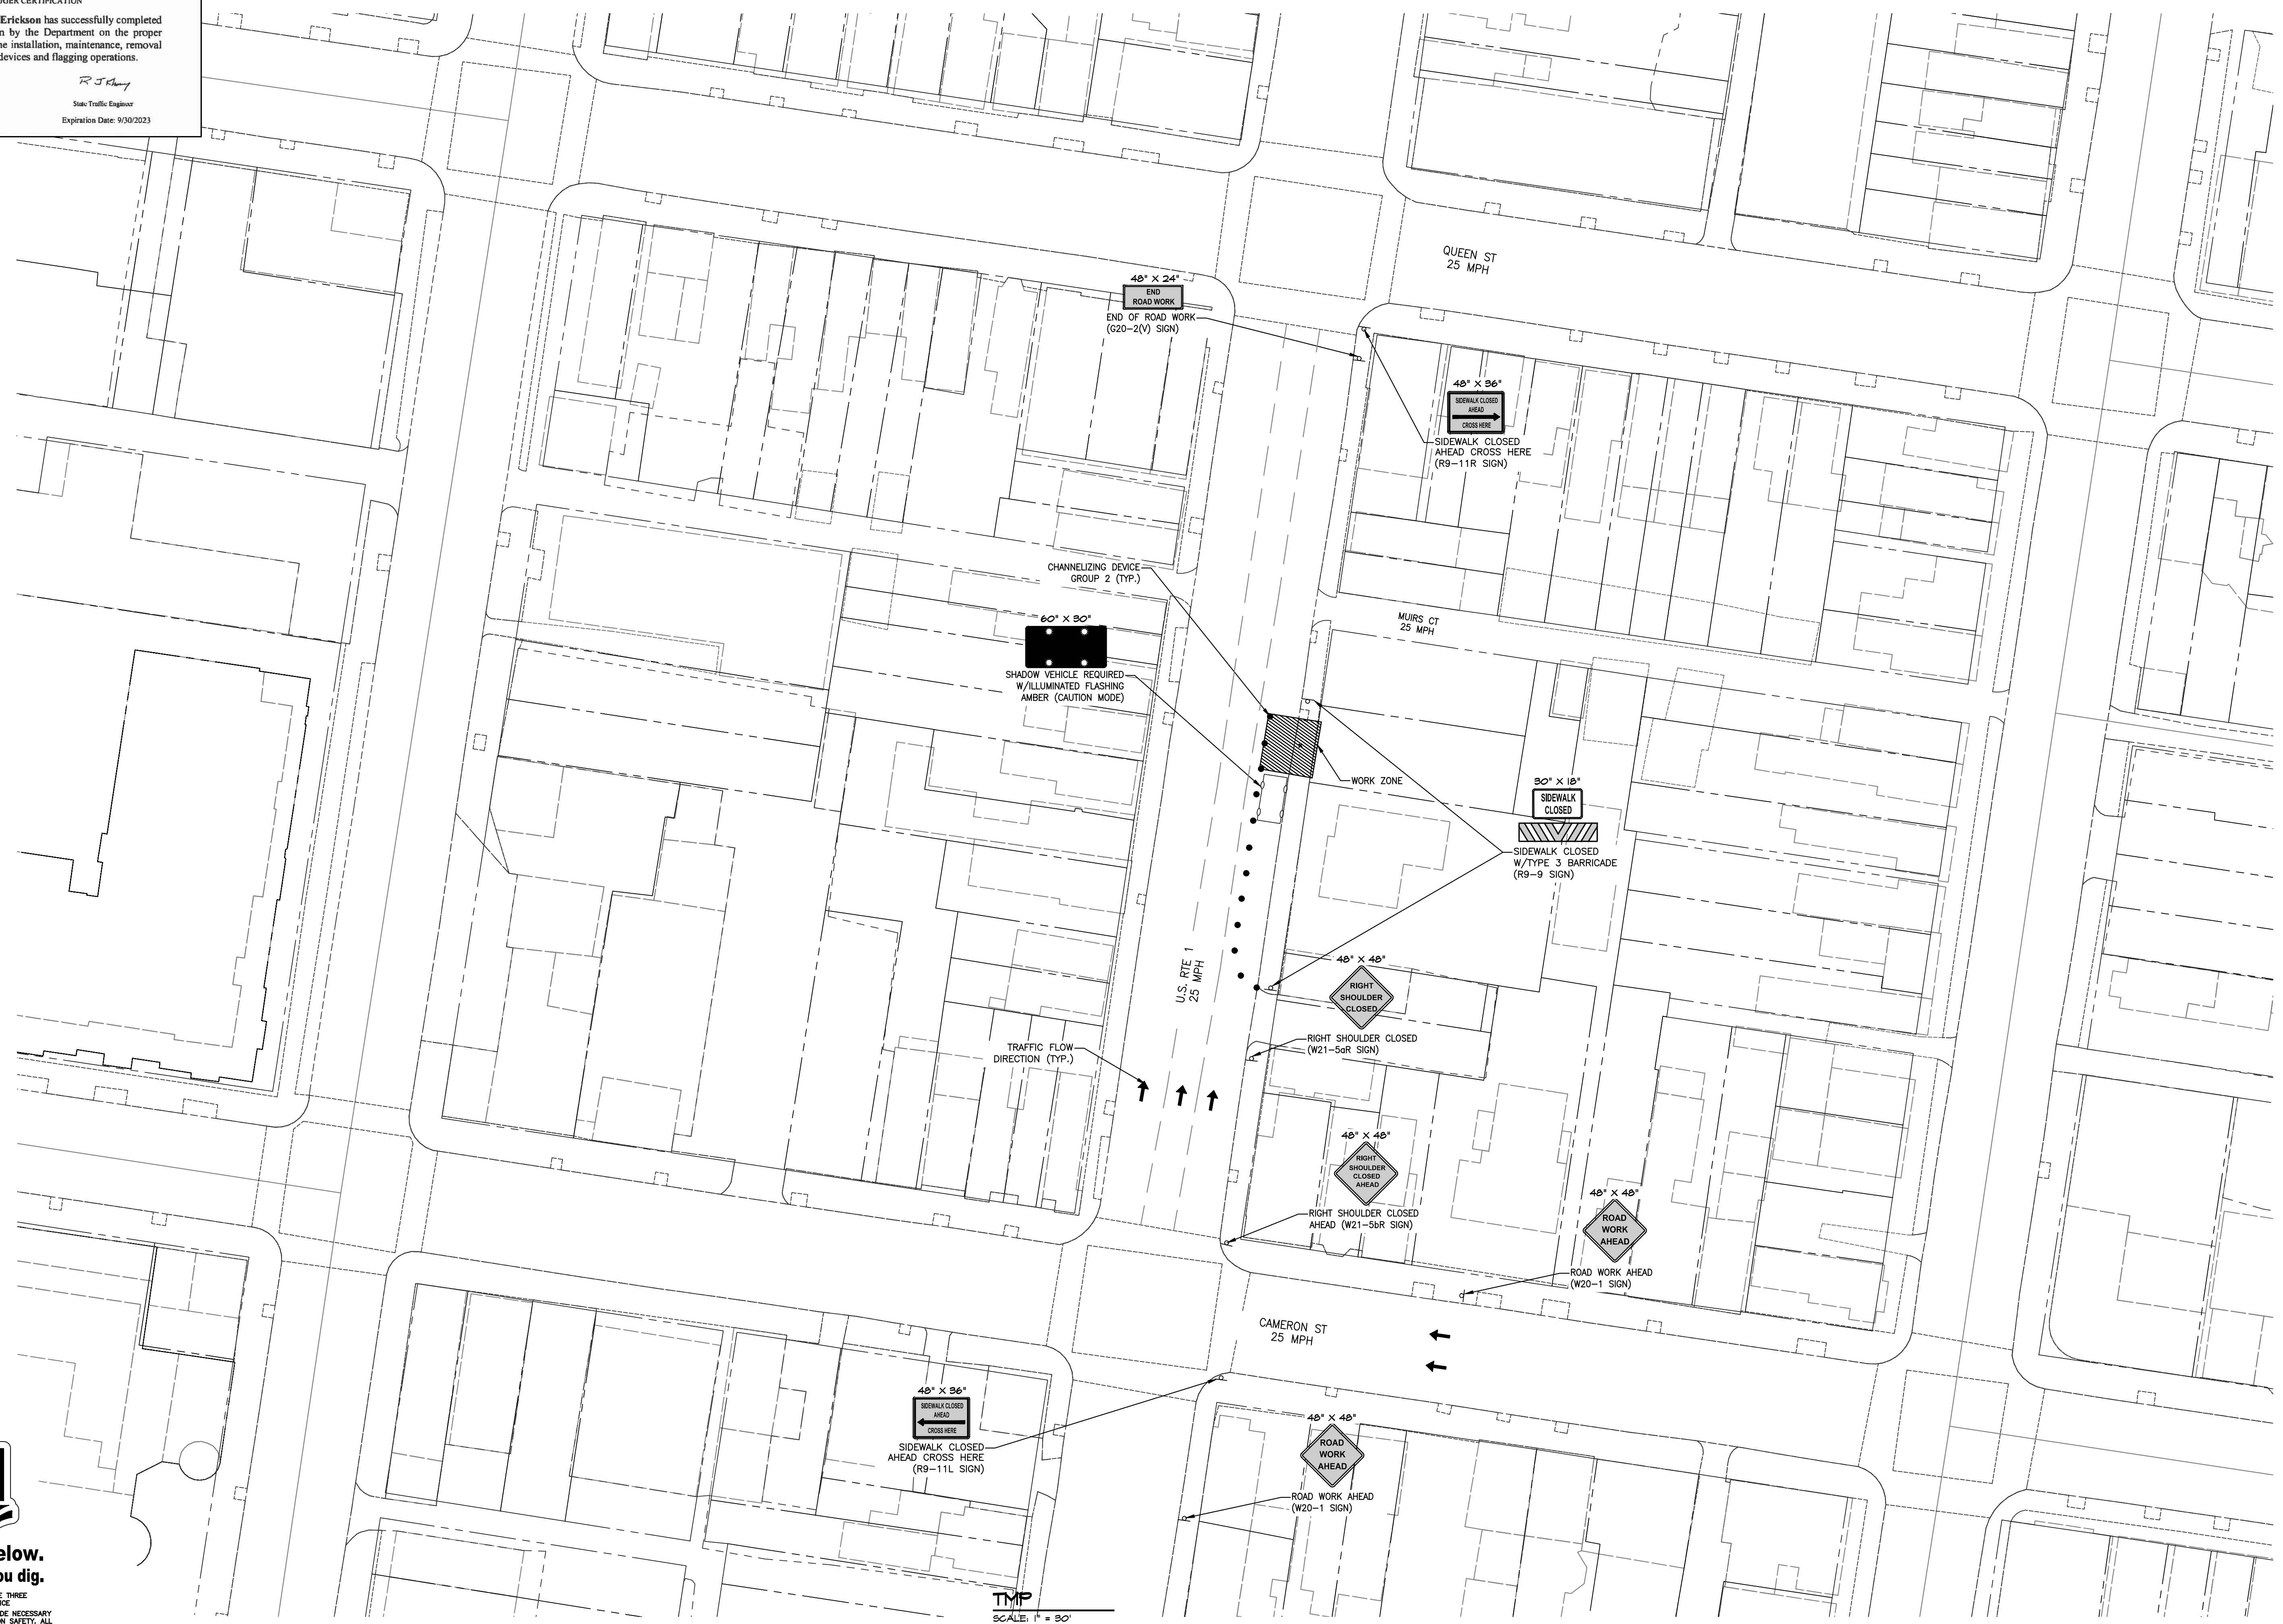 Erickson has successfully completed
by the Department on the proper
installation, maintenance, removal
devices and flagging operations.
R J Khoury
State Traffic Engineer
Expiration Date: 9/30/2023
QUEEN ST
25 MPH
48" X 24"
END
ROAD WORK
END OF ROAD WORK
(G20-2(V) SIGN)
48" X 36"
SIDEWALK CLOSED
AHEAD
CROSS HERE
SIDEWALK CLOSED
AHEAD CROSS HERE
(R9-11R SIGN)
CHANNELIZING DEVICE
GROUP 2 (TYP.)
MUIRS CT
25 MPH
60" X 30"
SHADOW VEHICLE REQUIRED
W/ILLUMINATED FLASHING
AMBER (CAUTION MODE)
WORK ZONE
30" X 18"
SIDEWALK
CLOSED
SIDEWALK CLOSED
W/TYPE 3 BARRICADE
(R9-9 SIGN)
U.S. RTE 1
25 MPH
48" X 48"
RIGHT
SHOULDER
CLOSED
RIGHT SHOULDER CLOSED
(W21-5aR SIGN)
TRAFFIC FLOW
DIRECTION (TYP.)
48" X 48"
RIGHT
SHOULDER
CLOSED
AHEAD
RIGHT SHOULDER CLOSED
AHEAD (W21-5bR SIGN)
48" X 48"
ROAD
WORK
AHEAD
ROAD WORK AHEAD
(W20-1 SIGN)
CAMERON ST
25 MPH
48" X 36"
SIDEWALK CLOSED
AHEAD
CROSS HERE
SIDEWALK CLOSED
AHEAD CROSS HERE
(R9-11L SIGN)
48" X 48"
ROAD
WORK
AHEAD
ROAD WORK AHEAD
(W20-1 SIGN)
elow.
ou dig.
THREE
NECESSARY
SAFETY. ALL
TMP
SCALE: 1" = 30'